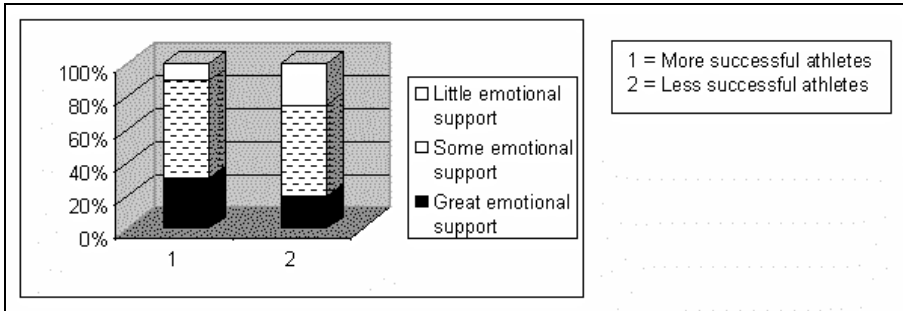 100%
80%
60%
40%
20%
0%
1
2
Little emotional
support
Some emotional
support
Great emotional
support
1 = More successful athletes
2 = Less successful athletes